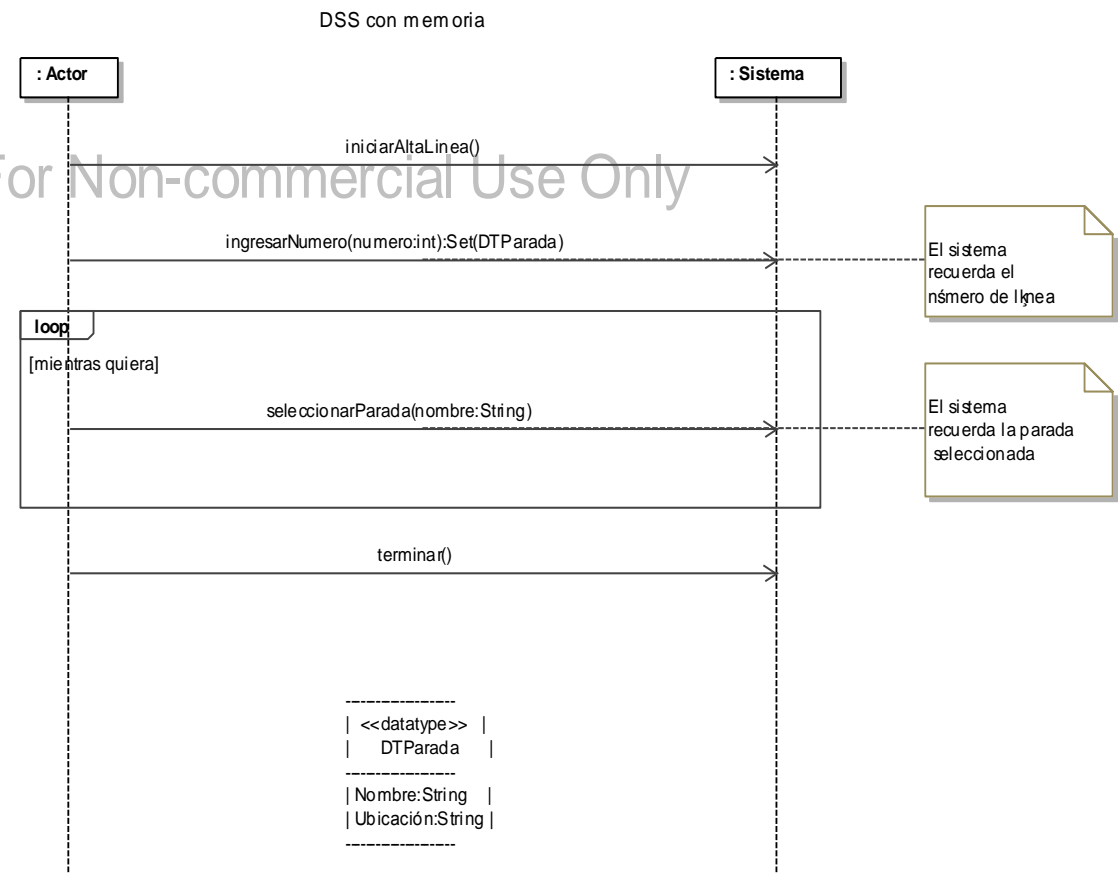 DSS con memoria
: Actor
: Sistema
iniciarAltaLinea()
For Non-commercial Use Only
ingresarNumero(numero:int):Set(DTParada)
El sistema
recuerda el
nśmero de lķnea
loop
[mientras quiera]
seleccionarParada(nombre:String)
El sistema
recuerda la parada
seleccionada
terminar()
--------------------
| <<datatype>> |
| DTParada |
--------------------
| Nombre:String |
| Ubicación:String |
--------------------